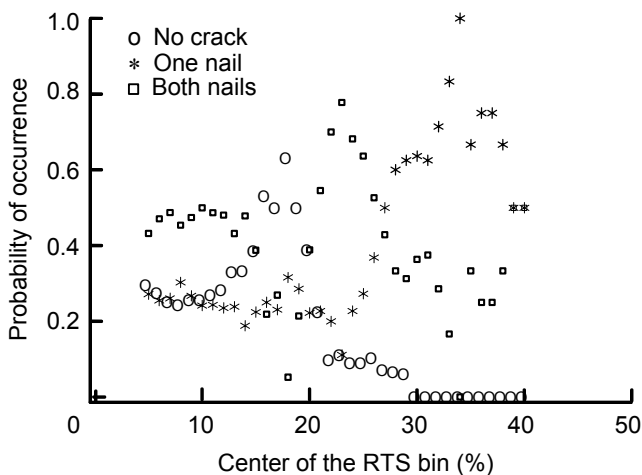 1.0
0.8
0.6
0.4
0.2
0 10 20 30 40 50
No crack
One nail
Both nails
Probability of occurrence
Center of the RTS bin (%)